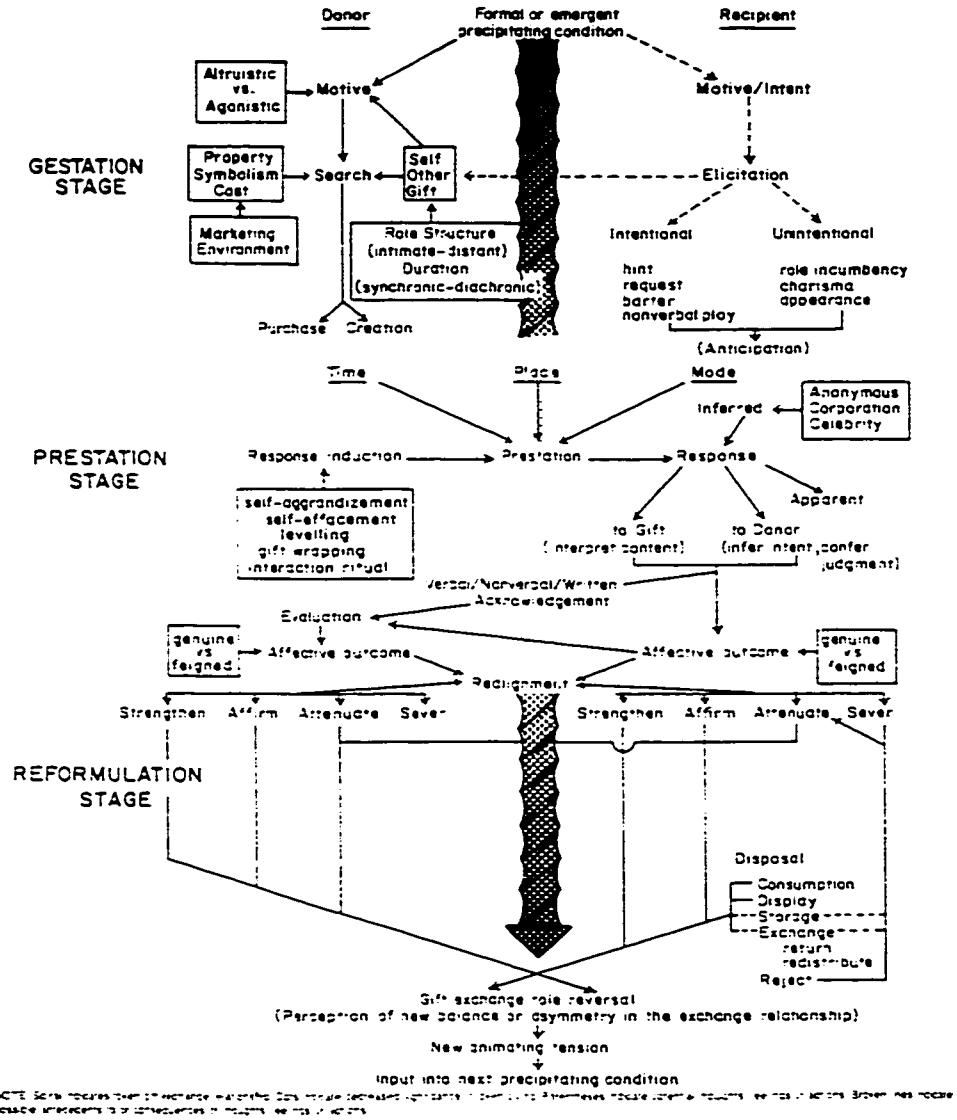 Donor
Formal or emergent
precipitating condition
Recipient
Altruistic
vs.
Agonistic
Motive
Motive/Intent
GESTATION
STAGE
Property
Symbolism
Cost
Search
Self
Other
Gift
Elicitation
Marketing
Environment
Role Structure
(intimate-distant)
Duration
(synchronic-diachronic)
Intentional
Unintentional
hint
request
barter
nonverbal play
role incumbency
charisma
appearance
Purchase
Creation
(Anticipation)
Time
Place
Mode
Inferred
Anonymous
Corporation
Celebrity
PRESTATION
STAGE
Response induction
Prestation
Response
Apparent
self-aggrandizement
self-effacement
levelling
gift wrapping
interaction ritual
to Gift
(interpret content)
to Donor
(infer intent, confer
judgment)
Verbal/Nonverbal/Written
Acknowledgement
Evaluation
genuine
vs
feigned
Affective outcome
Affective outcome
genuine
vs
feigned
Realignment
Strengthen Affirm Attenuate Sever
Strengthen Affirm Attenuate Sever
REFORMULATION
STAGE
Disposal
Consumption
Display
Storage
Exchange
return
redistribute
Reject
Gift exchange role reversal
(Perception of new balance or asymmetry in the exchange relationship)
New animating tension
Input into next precipitating condition